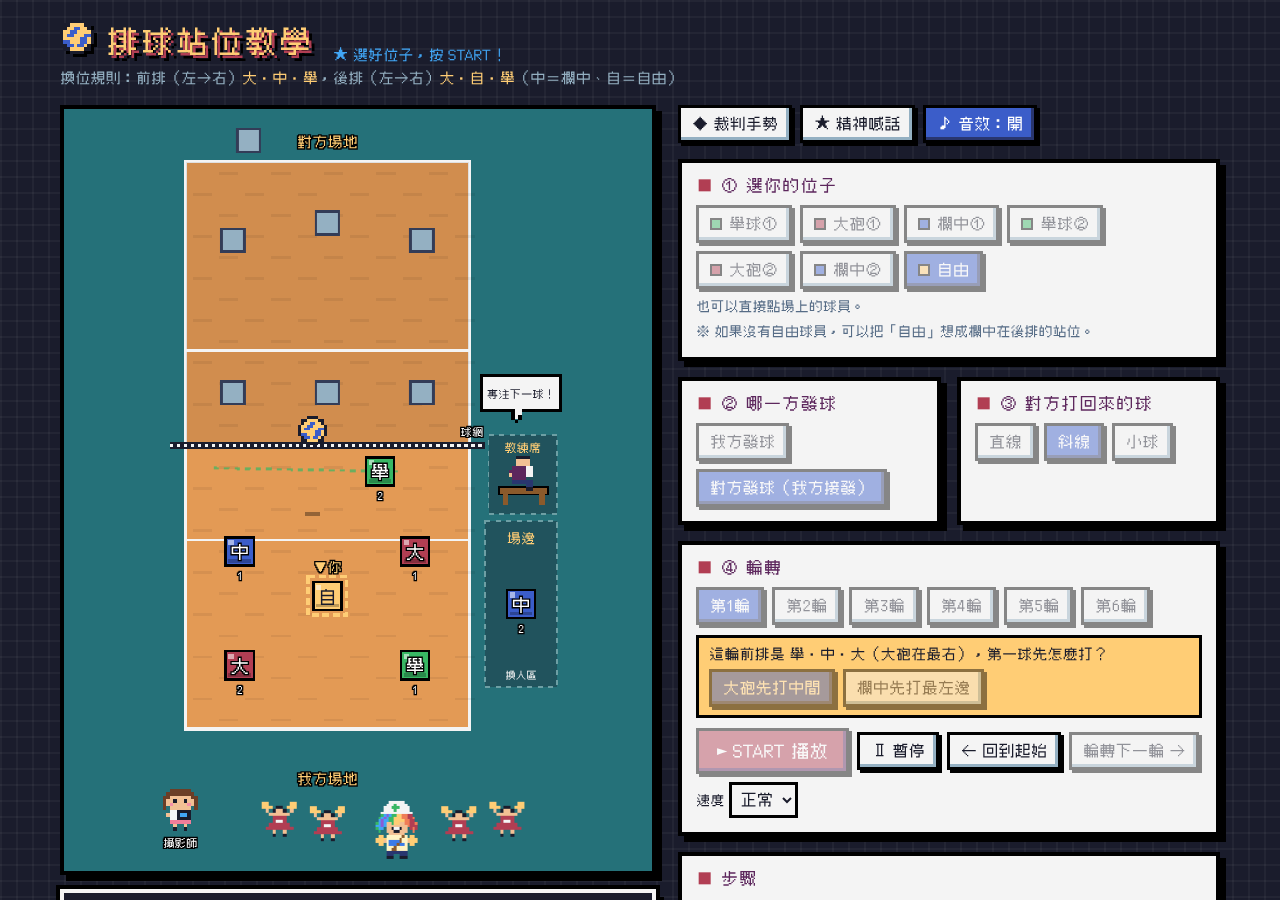 排球站位教學
★ 選好位子，按 START！
換位規則：前排（左→右）大・中・學，後排（左→右）大・自・學（中＝欄中、自＝自由）
對方場地
再注下一球！
球網
教練席
舉
2
場邊
中
1
大
1
▼你
自
中
2
大
2
舉
1
換人區
我方場地
攝影師
◆ 裁判手勢
★ 精神喊話
♪ 音效：開
① 選你的位子
舉球①
大砲①
欄中①
舉球②
大砲②
欄中②
自由
也可以直接點場上的球員。
※ 如果沒有自由球員，可以把「自由」想成欄中在後排的站位。
② 哪一方發球
我方發球
對方發球（我方接發）
③ 對方打回來的球
直線
斜線
小球
④ 輪轉
第1輪
第2輪
第3輪
第4輪
第5輪
第6輪
這輪前排是 學・中・大（大砲在最右），第一球先怎麼打？
大砲先打中間
欄中先打最左邊
► START 播放
Ⅱ 暫停
← 回到起始
輪轉下一輪 →
速度
正常
步驟